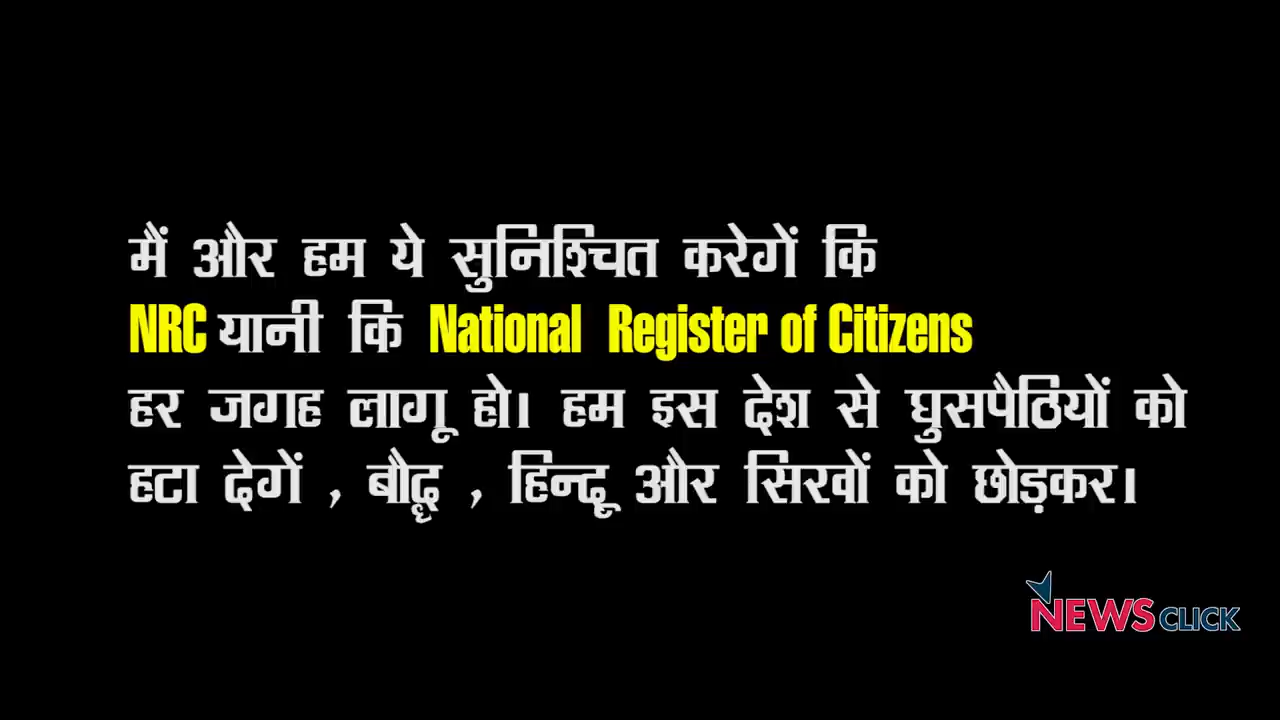 मैं और हम ये सुनिश्चित करेगें कि
NRC यानी कि National Register of Citizens
हर जगह लागू हो। हम इस देश से घुसपैठियों को
हटा देगें , बौद्ध , हिन्दू और सिखों को छोड़कर।
NEWSCLICK